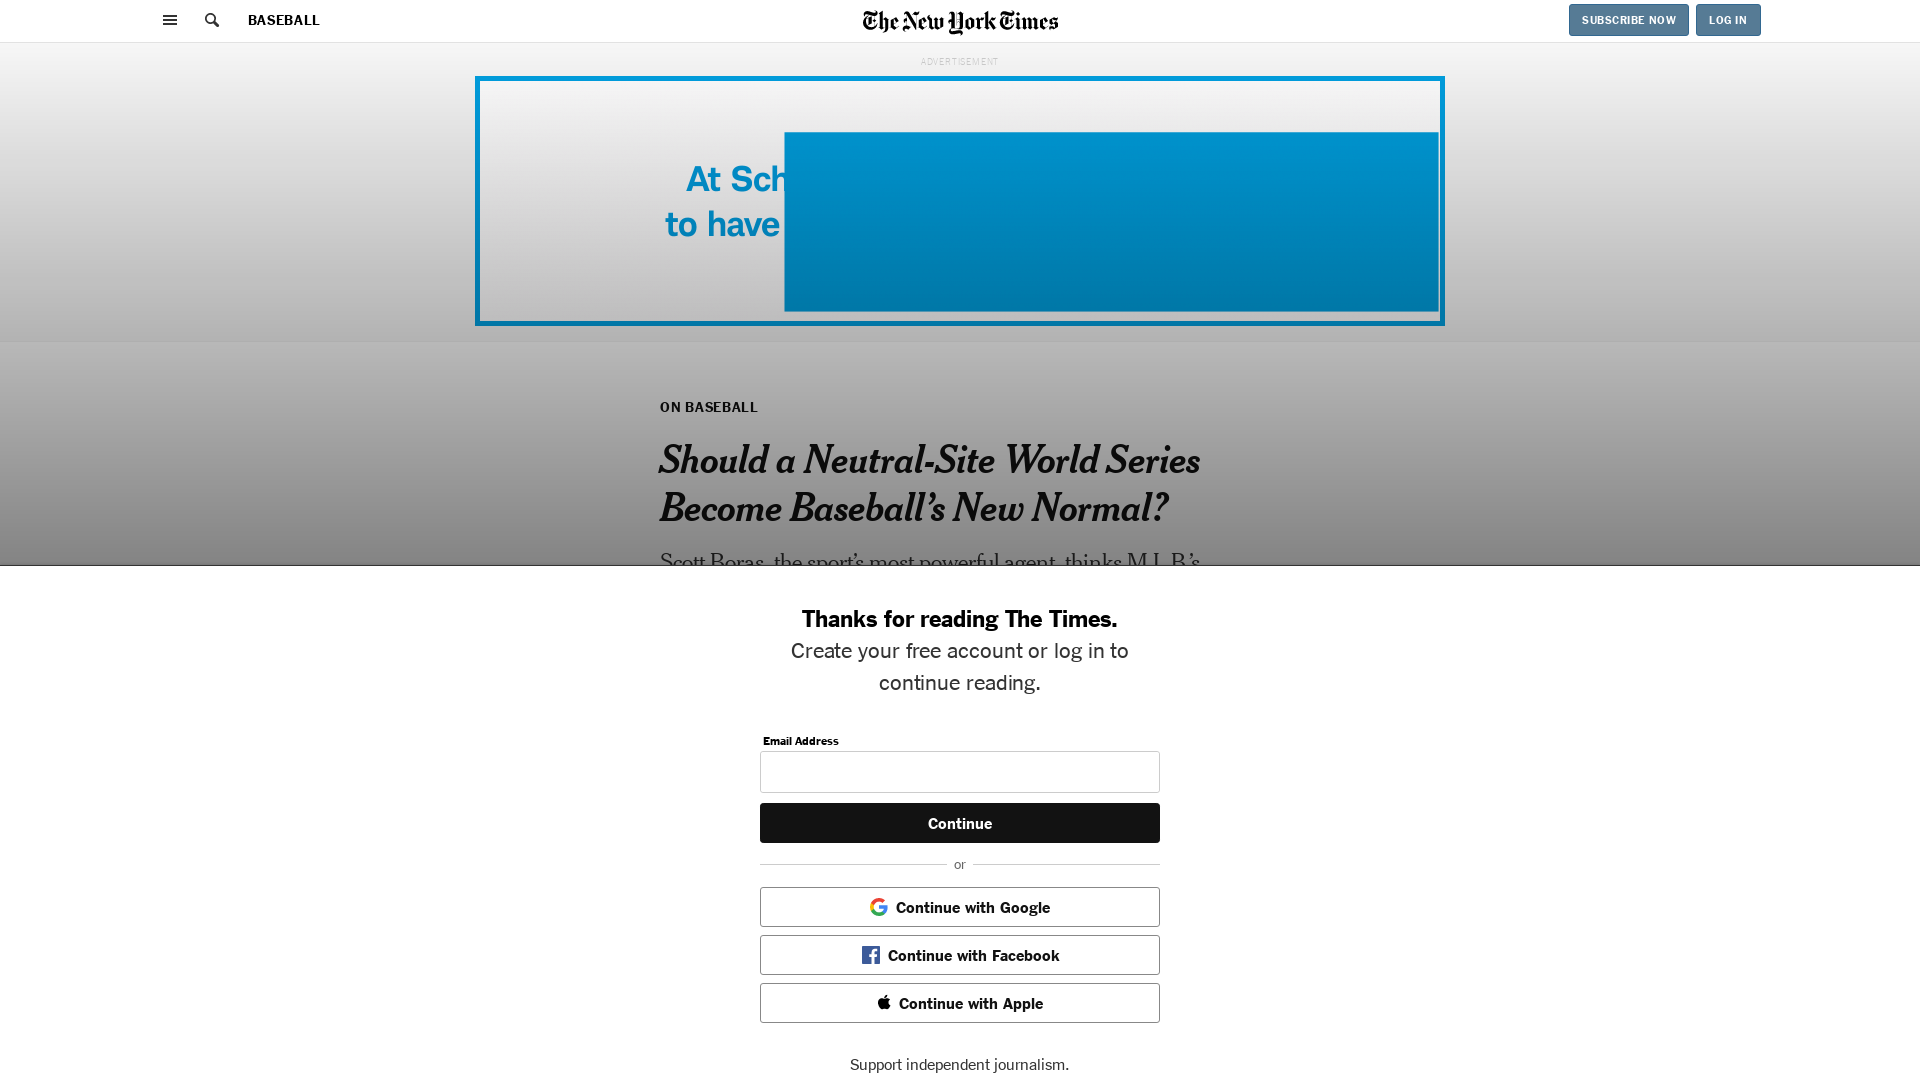 BASEBALL
The New York Times
SUBSCRIBE NOW
LOG IN
ADVERTISEMENT
At Sch
to have
ON BASEBALL
Should a Neutral-Site World Series
Become Baseball’s New Normal?
Scott Boras, the sport’s most powerful agent, thinks M.L.B.’s
Thanks for reading The Times.
Create your free account or log in to
continue reading.
Email Address
Continue
or
Continue with Google
Continue with Facebook
Continue with Apple
Support independent journalism.